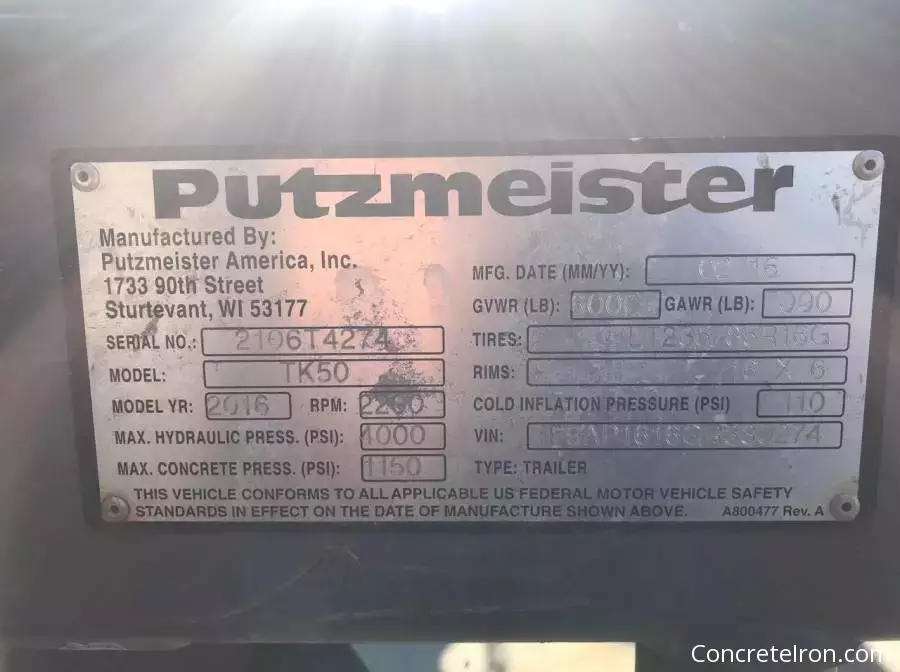 Putzmeister
Manufactured By:
Putzmeister America, Inc.
1733 90th Street
Sturtevant, WI 53177
SERIAL NO.: 2106T4274
MODEL: TK50
MODEL YR: 2016 RPM:
MAX. HYDRAULIC PRESS. (PSI): 4000
MAX. CONCRETE PRESS. (PSI): 1150
MFG. DATE (MM/YY):
GVWR (LB): GAWR (LB):
TIRES:
RIMS: X 6
COLD INFLATION PRESSURE (PSI) 110
VIN:
TYPE: TRAILER
THIS VEHICLE CONFORMS TO ALL APPLICABLE US FEDERAL MOTOR VEHICLE SAFETY
STANDARDS IN EFFECT ON THE DATE OF MANUFACTURE SHOWN ABOVE. A800477 Rev. A
ConcreteIron.com